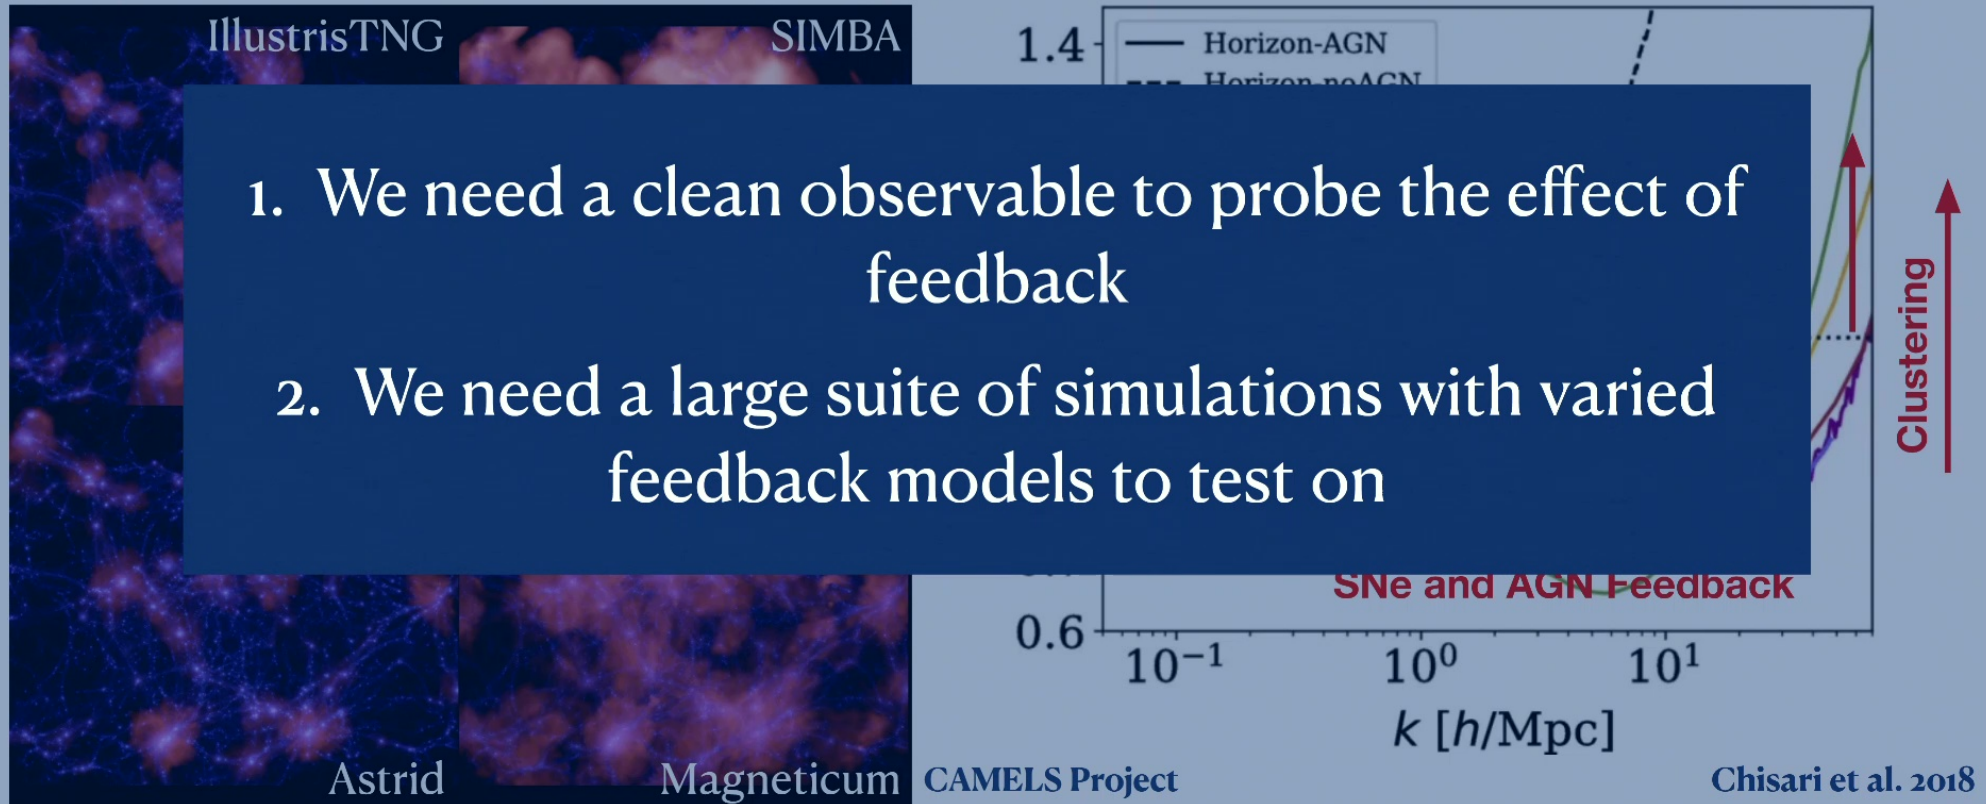 IllustrisTNG
SIMBA
1.4
Horizon-AGN
Horizon-noAGN
1. We need a clean observable to probe the effect of
feedback
2. We need a large suite of simulations with varied
feedback models to test on
Clustering
SNe and AGN Feedback
0.6
10⁻¹ 10⁰ 10¹
k [h/Mpc]
Astrid
Magneticum
CAMELS Project
Chisari et al. 2018